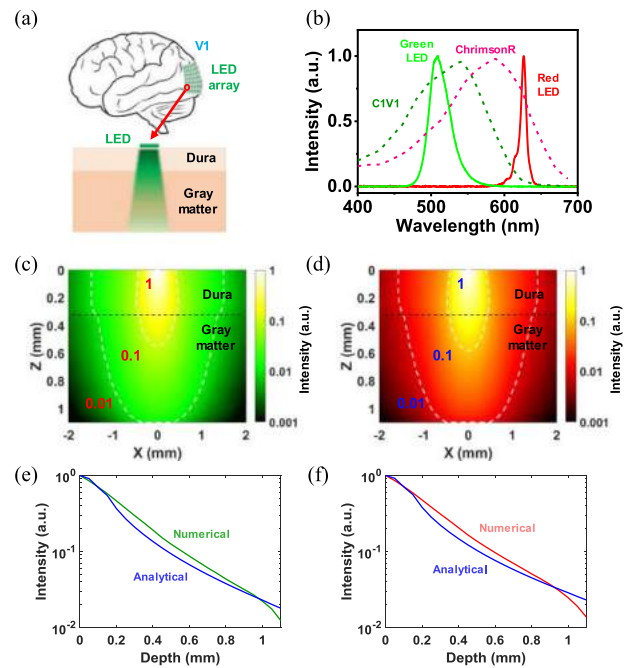 (a)
V1
LED
array
LED
Dura
Gray
matter
(b)
Intensity (a.u.)
1.0
0.5
0.0
Green
LED
ChrimsonR
C1V1
Red
LED
400 500 600 700
Wavelength (nm)
(c)
Z (mm)
0
0.2
0.4
0.6
0.8
1
1
0.1
0.01
Dura
Gray
matter
-2 -1 0 1 2
X (mm)
1
0.1
0.01
0.001
Intensity (a.u.)
(d)
Z (mm)
0
0.2
0.4
0.6
0.8
1
1
0.1
0.01
Dura
Gray
matter
-2 -1 0 1 2
X (mm)
1
0.1
0.01
0.001
Intensity (a.u.)
(e)
Intensity (a.u.)
10^0
10^-1
10^-2
Numerical
Analytical
0 0.2 0.4 0.6 0.8 1
Depth (mm)
(f)
Intensity (a.u.)
10^0
10^-1
10^-2
Numerical
Analytical
0 0.2 0.4 0.6 0.8 1
Depth (mm)